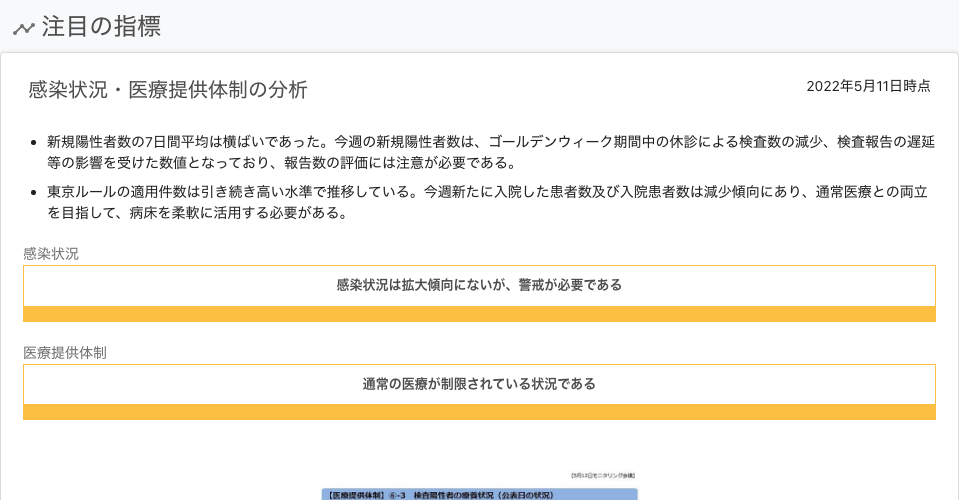 注目の指標
感染状況・医療提供体制の分析
2022年5月11日時点
• 新規陽性者数の7日間平均は横ばいであった。今週の新規陽性者数は、ゴールデンウィーク期間中の休診による検査数の減少、検査報告の遅延
等の影響を受けた数値となっており、報告数の評価には注意が必要である。
• 東京ルールの適用件数は引き続き高い水準で推移している。今週新たに入院した患者数及び入院患者数は減少傾向にあり、通常医療との両立
を目指して、病床を柔軟に活用する必要がある。
感染状況
感染状況は拡大傾向にないが、警戒が必要である
医療提供体制
通常の医療が制限されている状況である
【5月12日モニタリング会議】
【医療提供体制】⑥-3 検査陽性者の療養状況（公表日の状況）